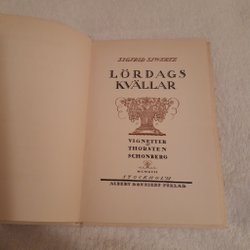 SIGFRID SIWERTZ
LÖRDAGS
KVÄLLAR
VIGNETTER
AV
THORSTEN
SCHONBERG
STOCKHOLM
ALBERT BONNIERS FÖRLAG